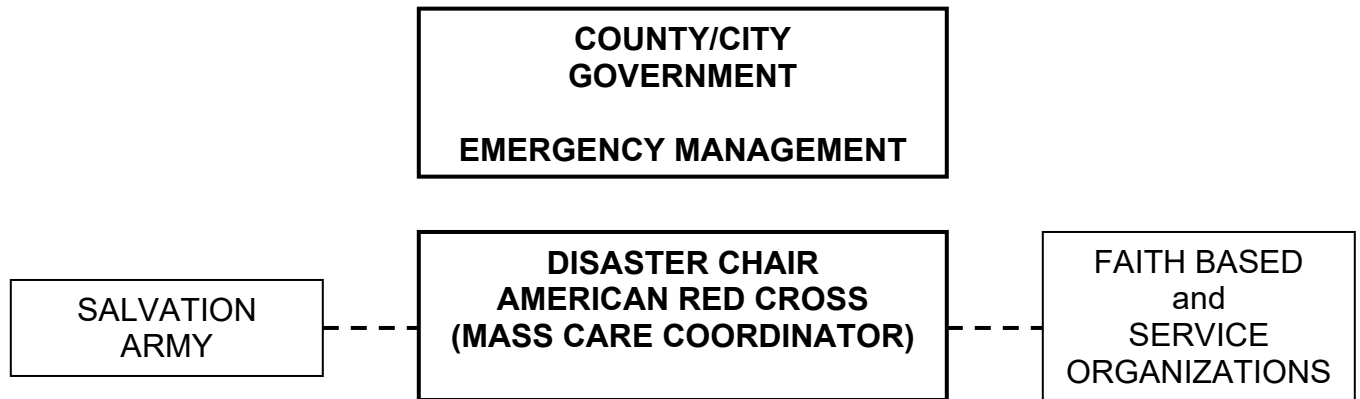 COUNTY/CITY
GOVERNMENT
EMERGENCY MANAGEMENT
SALVATION
ARMY
DISASTER CHAIR
AMERICAN RED CROSS
(MASS CARE COORDINATOR)
FAITH BASED
and
SERVICE
ORGANIZATIONS